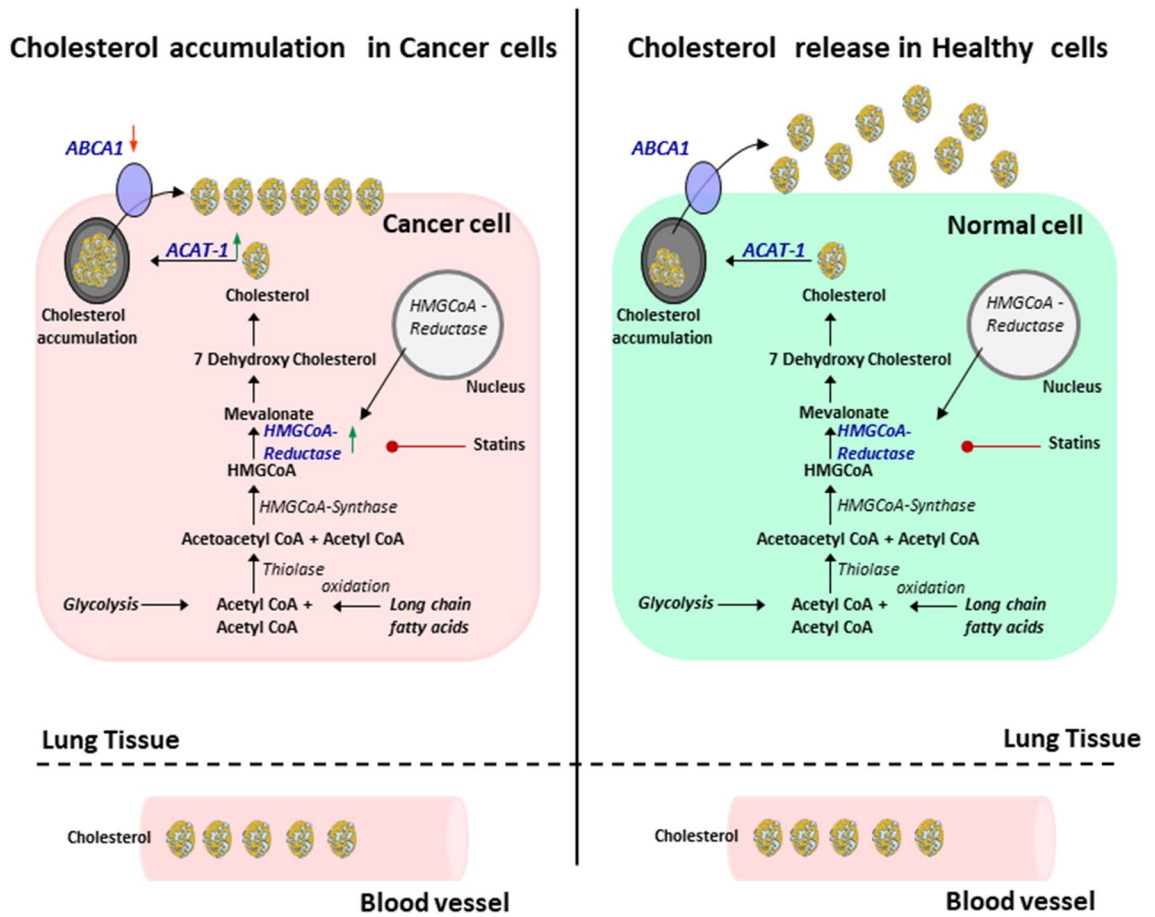 Cholesterol accumulation in Cancer cells
ABCA1
Cancer cell
ACAT-1
Cholesterol
accumulation
Cholesterol
HMGCoA -
Reductase
Nucleus
7 Dehydroxy Cholesterol
Mevalonate
HMGCoA-
Reductase
Statins
HMGCoA
HMGCoA-Synthase
Acetoacetyl CoA + Acetyl CoA
Thiolase
oxidation
Glycolysis
Acetyl CoA +
Acetyl CoA
Long chain
fatty acids
Lung Tissue
Cholesterol
Blood vessel
Cholesterol release in Healthy cells
ABCA1
Normal cell
ACAT-1
Cholesterol
accumulation
Cholesterol
HMGCoA -
Reductase
Nucleus
7 Dehydroxy Cholesterol
Mevalonate
HMGCoA-
Reductase
Statins
HMGCoA
HMGCoA-Synthase
Acetoacetyl CoA + Acetyl CoA
Thiolase
oxidation
Glycolysis
Acetyl CoA +
Acetyl CoA
Long chain
fatty acids
Lung Tissue
Cholesterol
Blood vessel